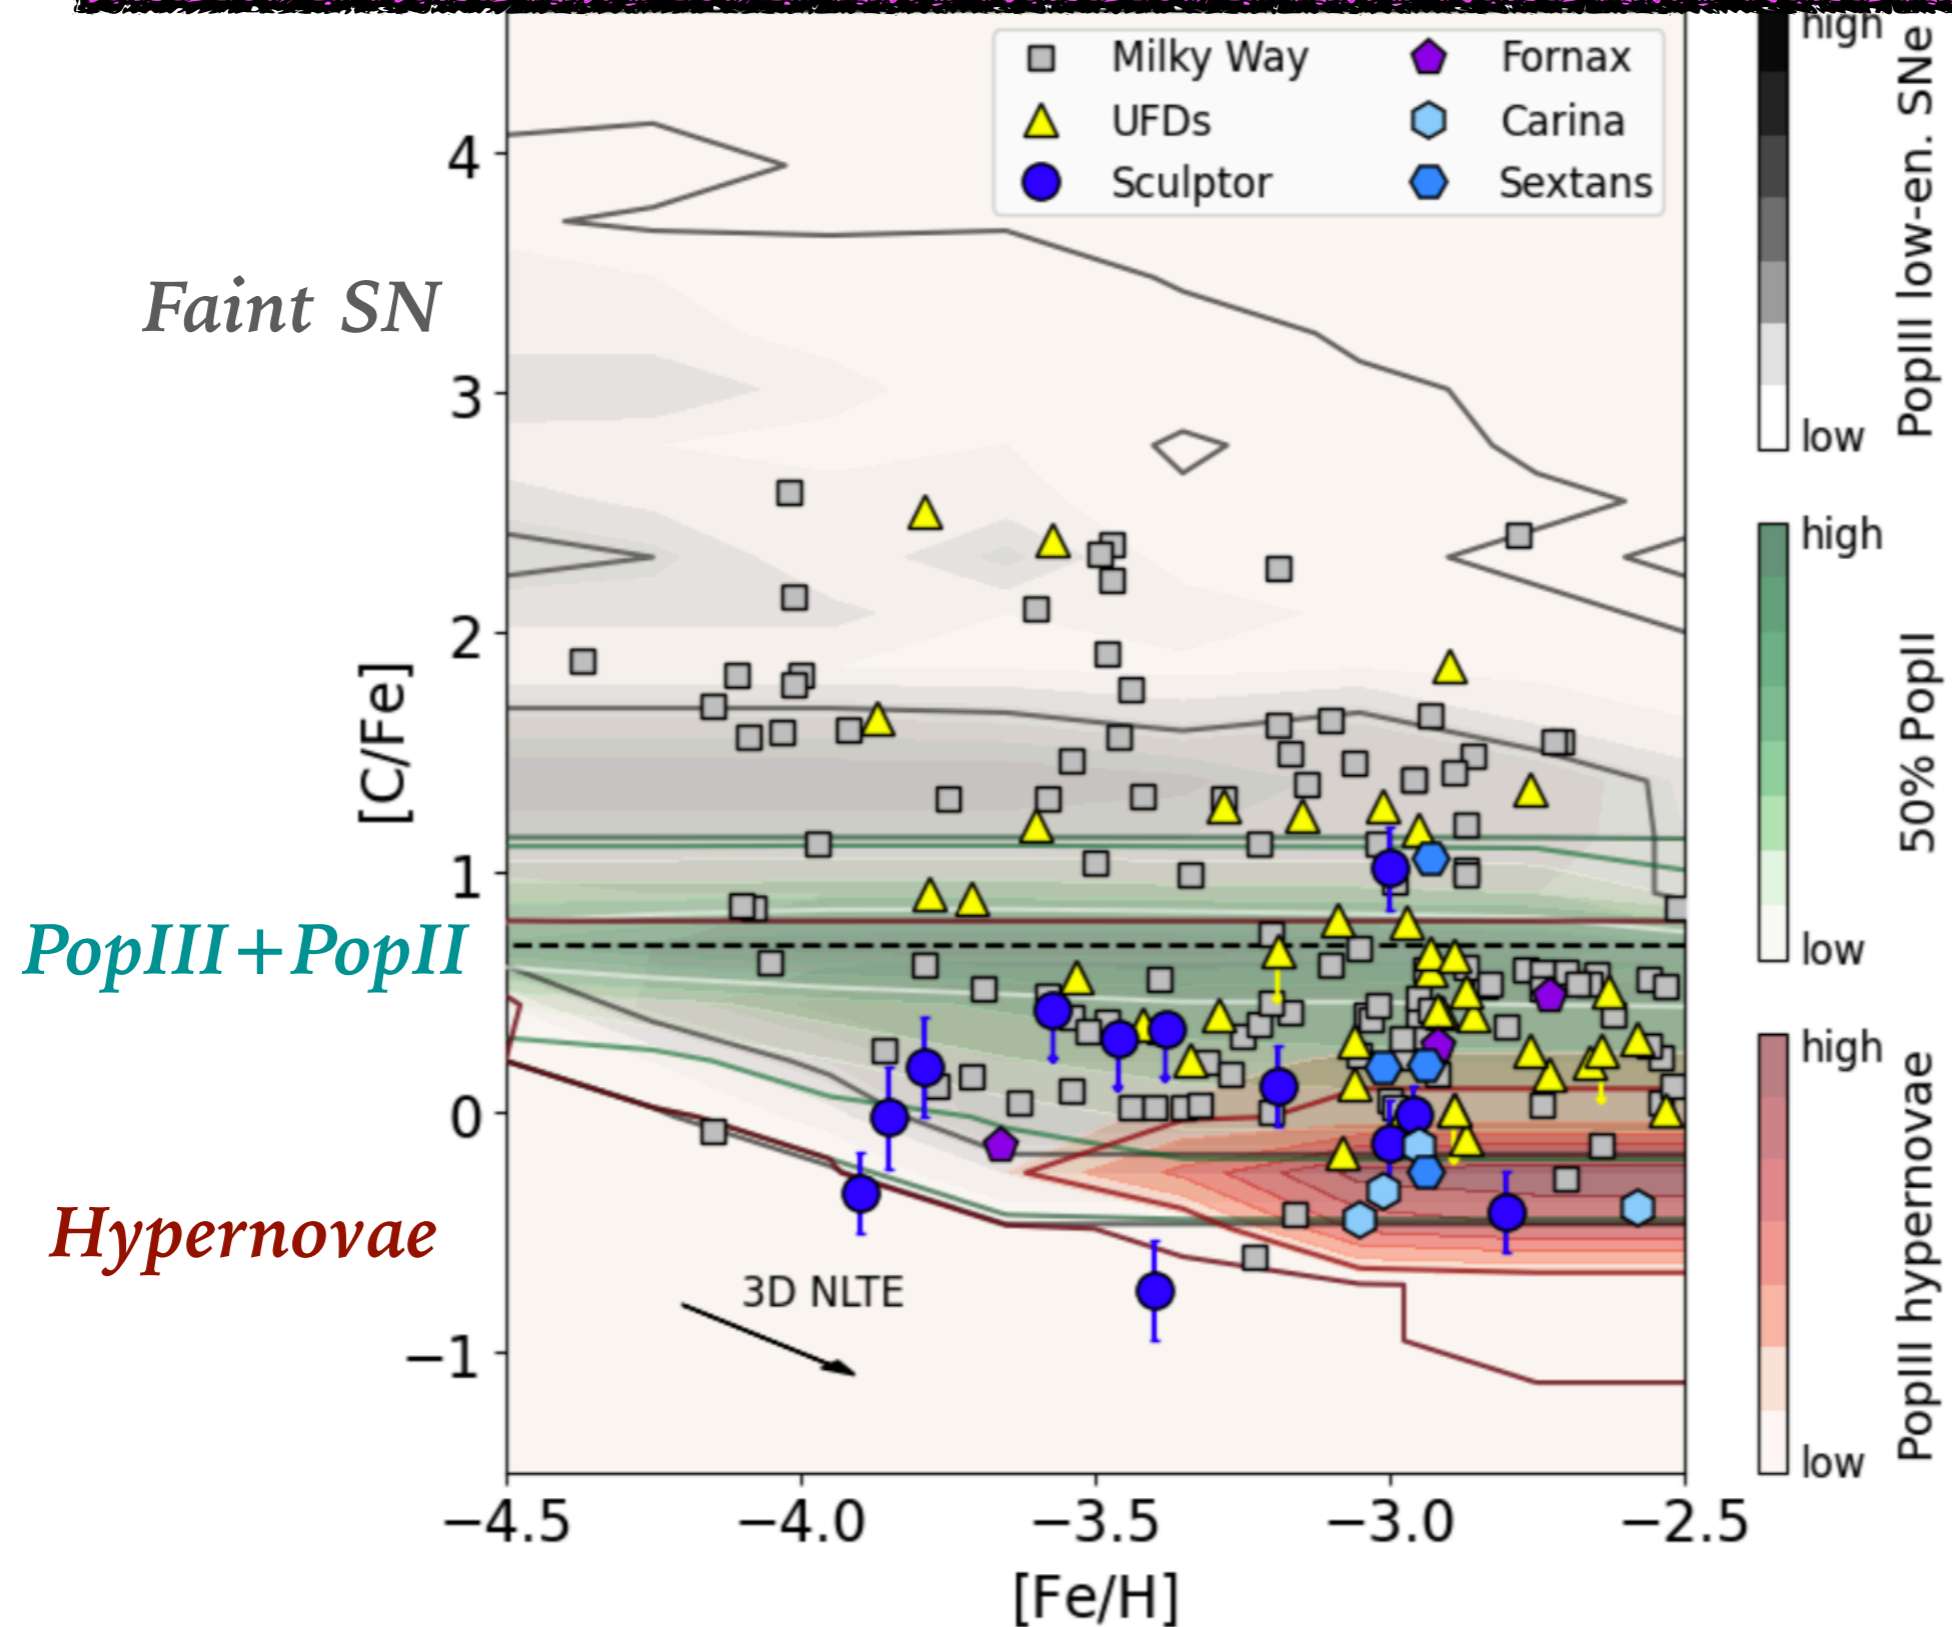 Milky Way
UFDs
Sculptor
Fornax
Carina
Sextans
Faint SN
PopIII+PopII
Hypernovae
[C/Fe]
4
3
2
1
0
−1
3D NLTE
−4.5
−4.0
−3.5
−3.0
−2.5
[Fe/H]
high
low
PopIII low-en. SNe
high
low
50% PopII
high
low
PopIII hypernovae